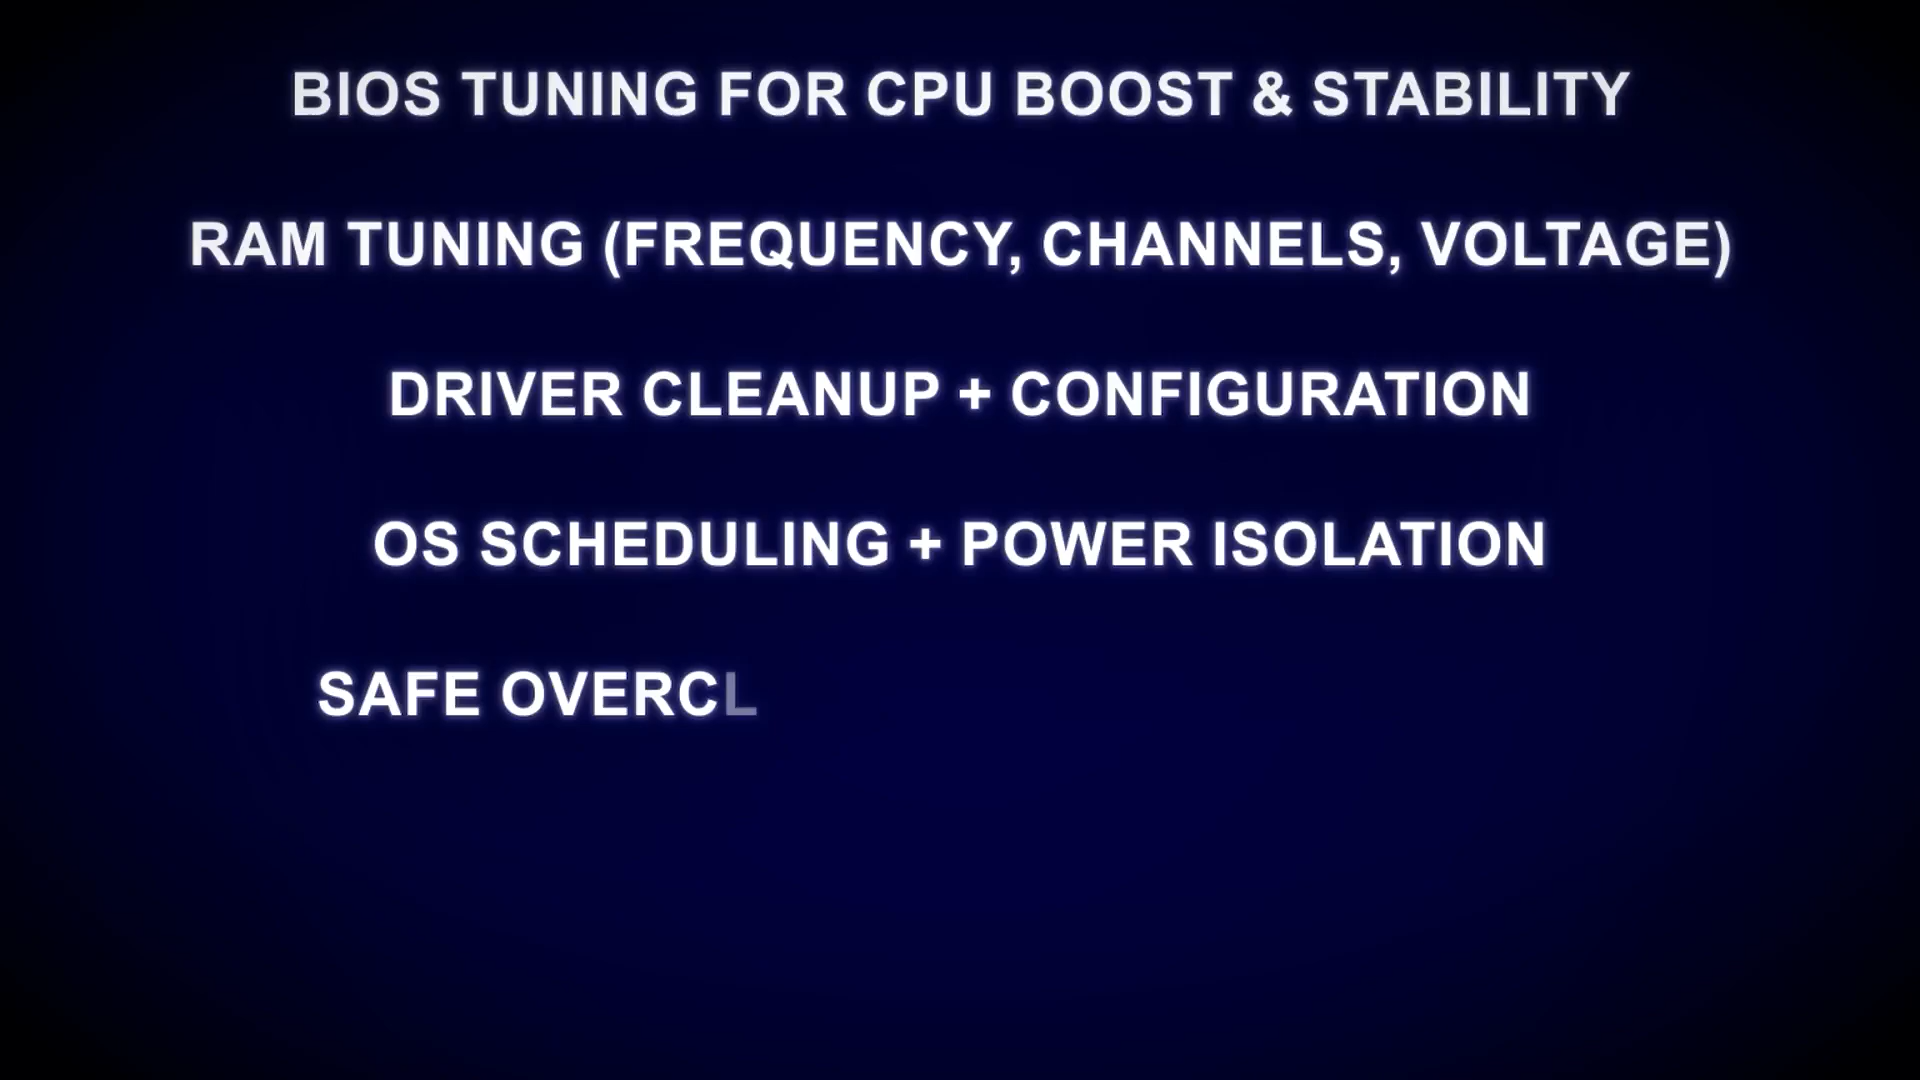 BIOS TUNING FOR CPU BOOST & STABILITY
RAM TUNING (FREQUENCY, CHANNELS, VOLTAGE)
DRIVER CLEANUP + CONFIGURATION
OS SCHEDULING + POWER ISOLATION
SAFE OVERCL